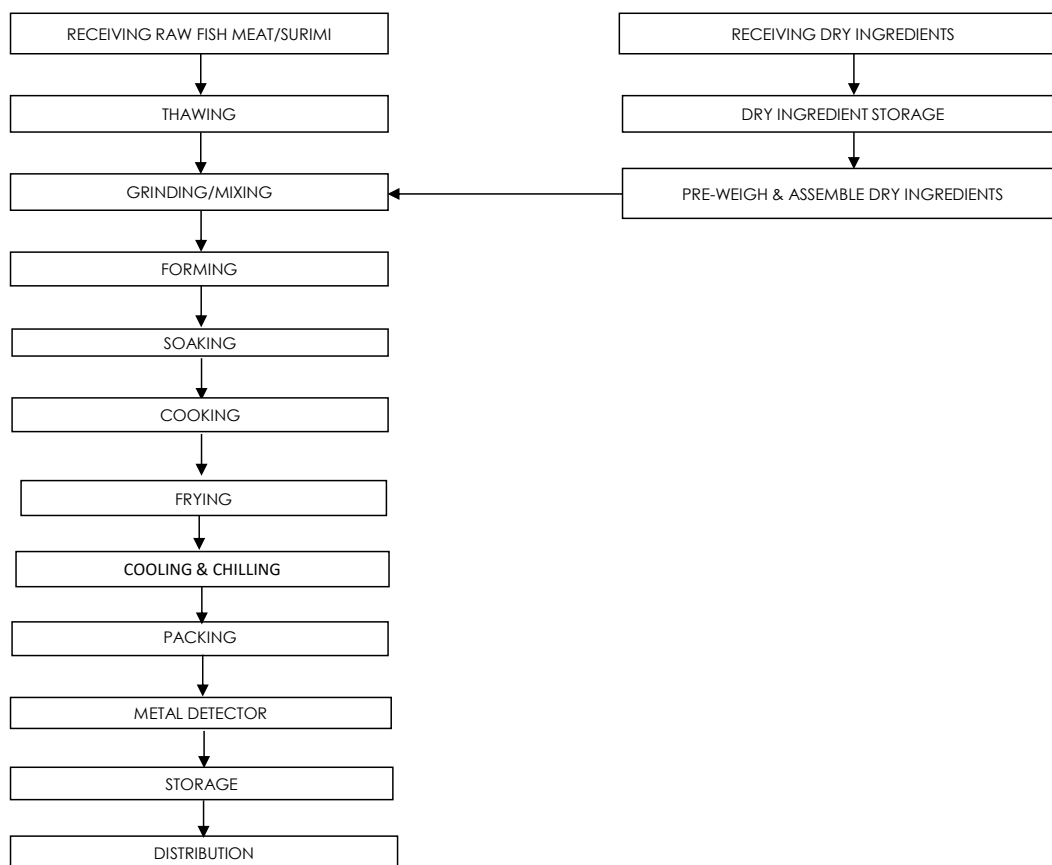 RECEIVING RAW FISH MEAT/SURIMI
THAWING
GRINDING/MIXING
FORMING
SOAKING
COOKING
FRYING
COOLING & CHILLING
PACKING
METAL DETECTOR
STORAGE
DISTRIBUTION
RECEIVING DRY INGREDIENTS
DRY INGREDIENT STORAGE
PRE-WEIGH & ASSEMBLE DRY INGREDIENTS